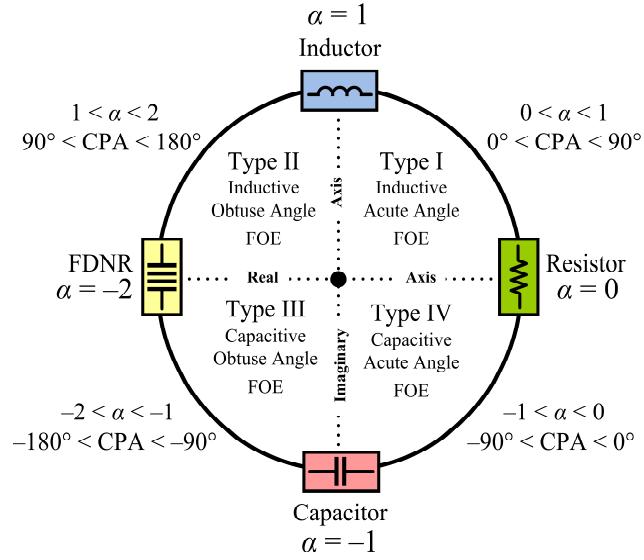 α = 1
Inductor
1 < α < 2
90° < CPA < 180°
0 < α < 1
0° < CPA < 90°
Type II
Inductive
Obtuse Angle
FOE
Axis
Type I
Inductive
Acute Angle
FOE
FDNR
α = –2
Real
Axis
Resistor
α = 0
Type III
Capacitive
Obtuse Angle
FOE
Imaginary
Type IV
Capacitive
Acute Angle
FOE
–2 < α < –1
–180° < CPA < –90°
–1 < α < 0
–90° < CPA < 0°
Capacitor
α = –1